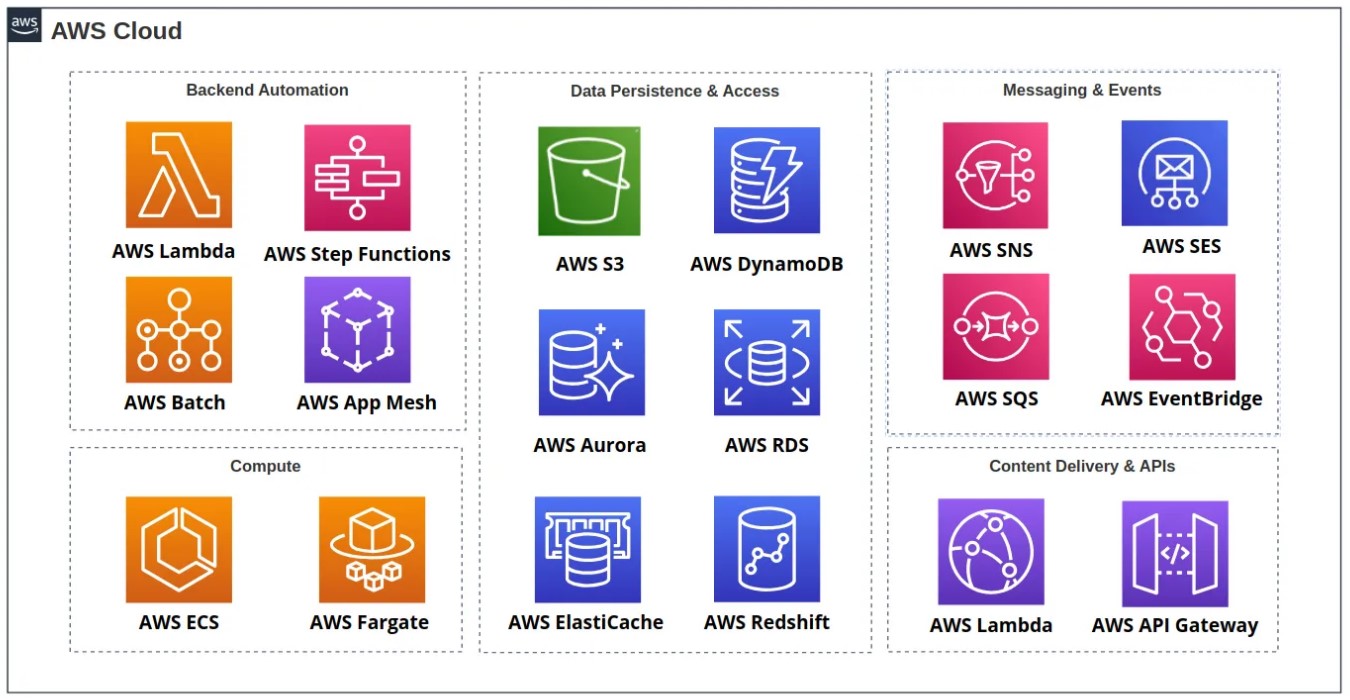 aws
AWS Cloud
Backend Automation
AWS Lambda
AWS Step Functions
AWS Batch
AWS App Mesh
Compute
AWS ECS
AWS Fargate
Data Persistence & Access
AWS S3
AWS DynamoDB
AWS Aurora
AWS RDS
AWS ElastiCache
AWS Redshift
Messaging & Events
AWS SNS
AWS SES
AWS SQS
AWS EventBridge
Content Delivery & APIs
AWS Lambda
</>
AWS API Gateway